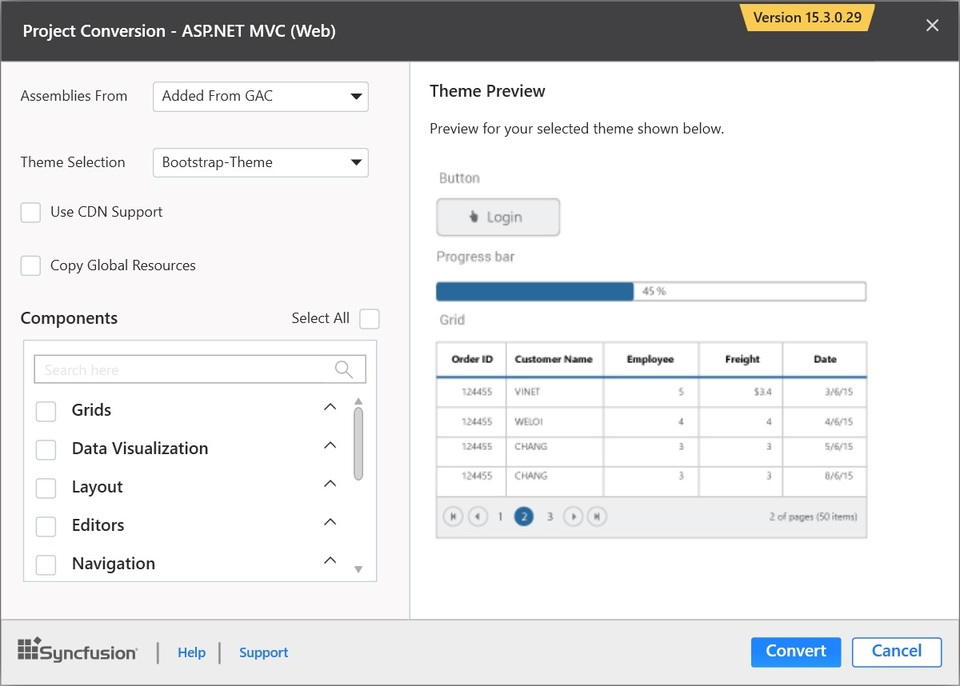 Project Conversion - ASP.NET MVC (Web)
Version 15.3.0.29
Assemblies From
Added From GAC
Theme Selection
Bootstrap-Theme
Use CDN Support
Copy Global Resources
Components
Select All
Search here
Grids
Data Visualization
Layout
Editors
Navigation
Theme Preview
Preview for your selected theme shown below.
Button
Login
Progress bar
45 %
Grid
Order ID Customer Name Employee Freight Date
124455 VINET 5 $3.4 3/6/15
124455 WELOI 4 4 4/6/15
124455 CHANG 3 3 5/6/15
124455 CHANG 3 3 8/6/15
1 2 3 2 of pages (50 items)
Syncfusion
Help
Support
Convert
Cancel